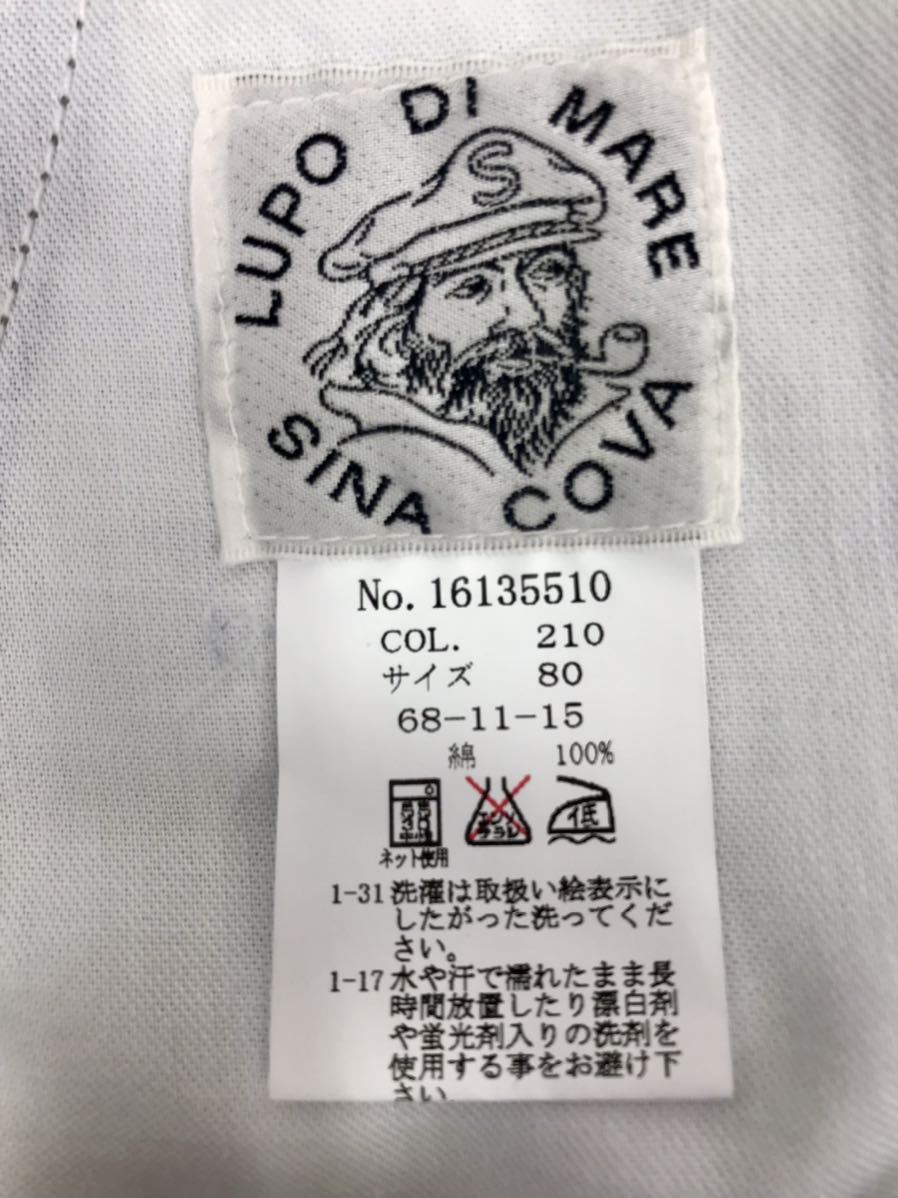 LUPO DI MARE
S
SINA COVA
No. 16135510
COL. 210
サイズ 80
68-11-15
綿 100%
低
ネット使用
1-31 洗濯は取扱い絵表示に
したがった洗ってくだ
さい。
1-17 水や汗で濡れたまま長
時間放置したり漂白剤
や蛍光剤入りの洗剤を
使用する事をお避け下
さい